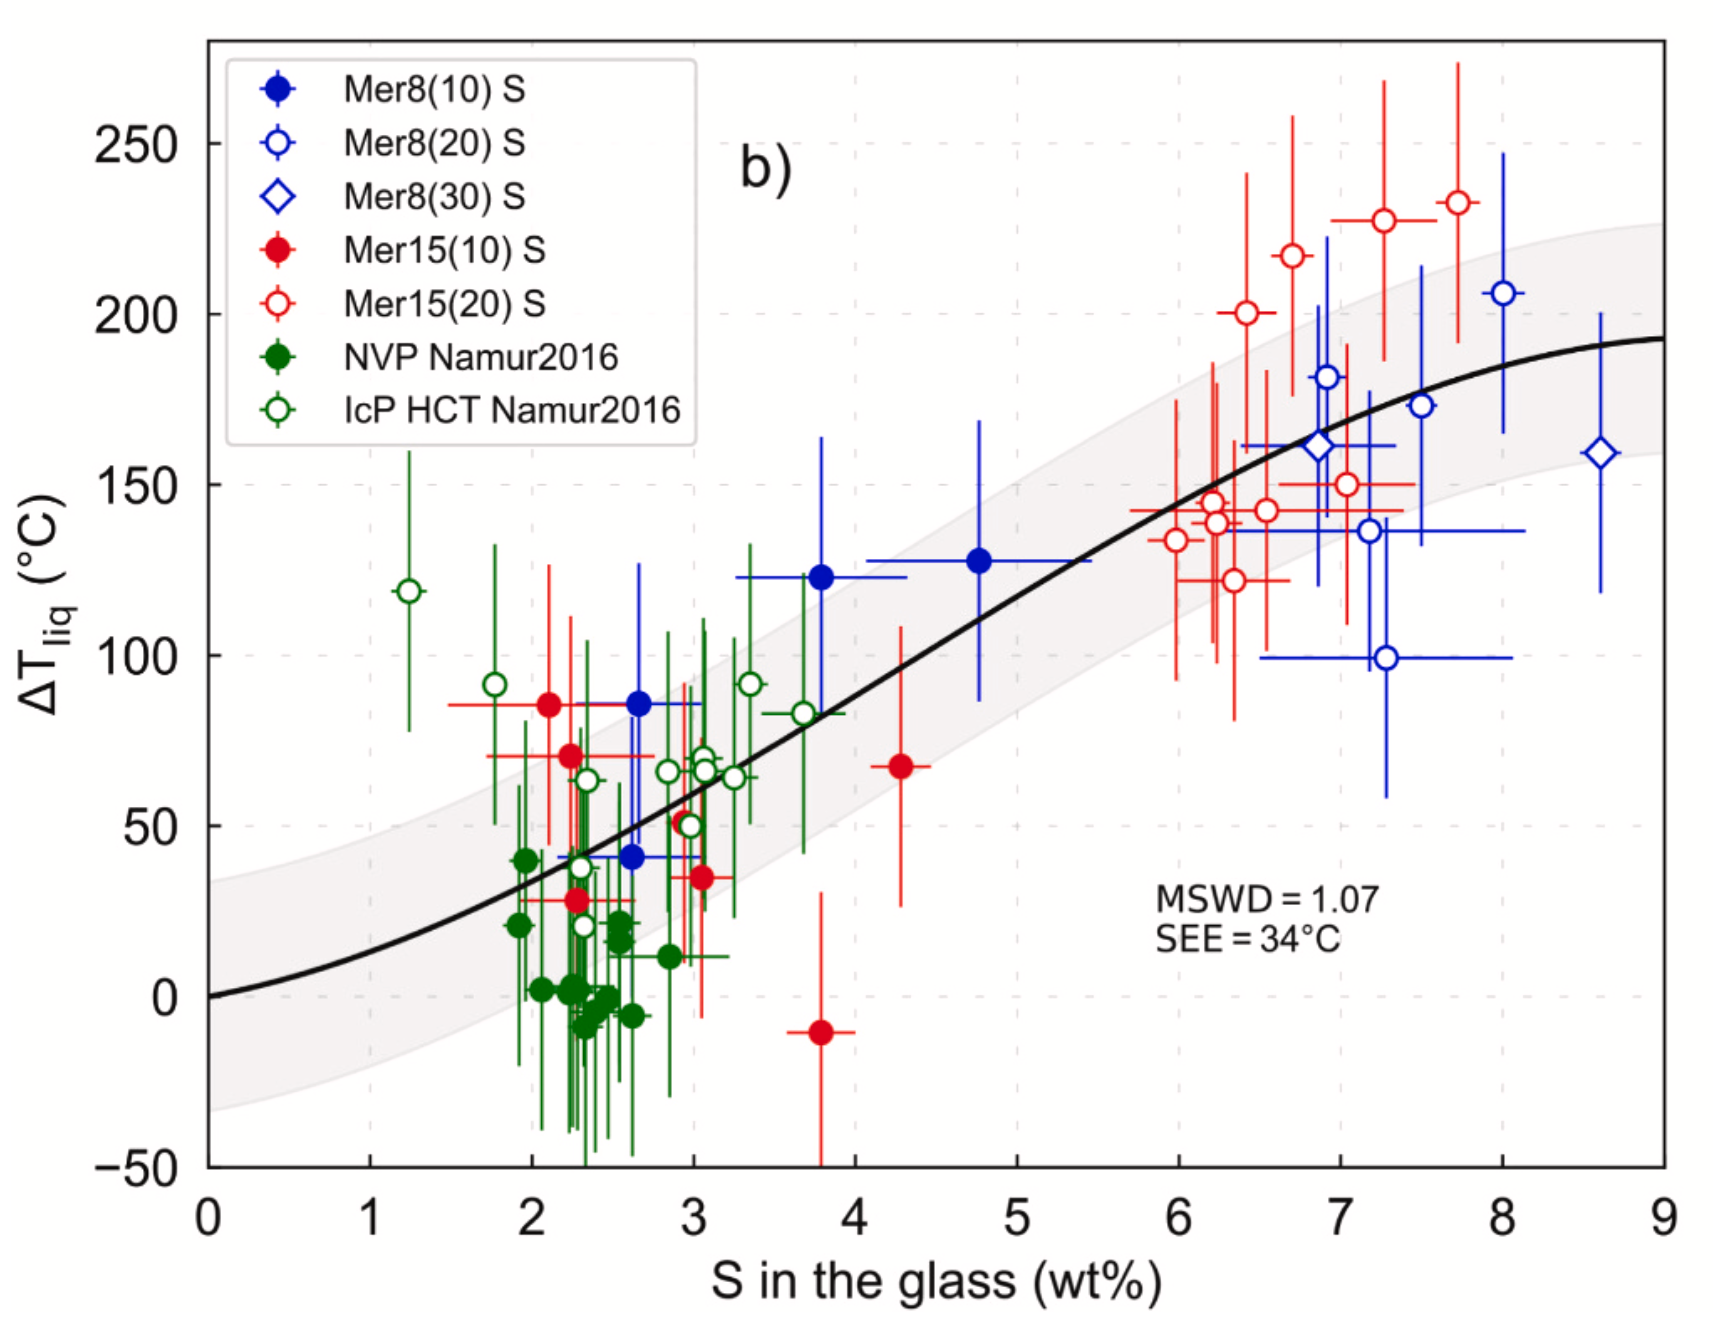 Mer8(10) S
Mer8(20) S
Mer8(30) S
Mer15(10) S
Mer15(20) S
NVP Namur2016
IcP HCT Namur2016
b)
250
200
150
100
50
0
−50
ΔTliq (°C)
MSWD = 1.07
SEE = 34°C
0 1 2 3 4 5 6 7 8 9
S in the glass (wt%)